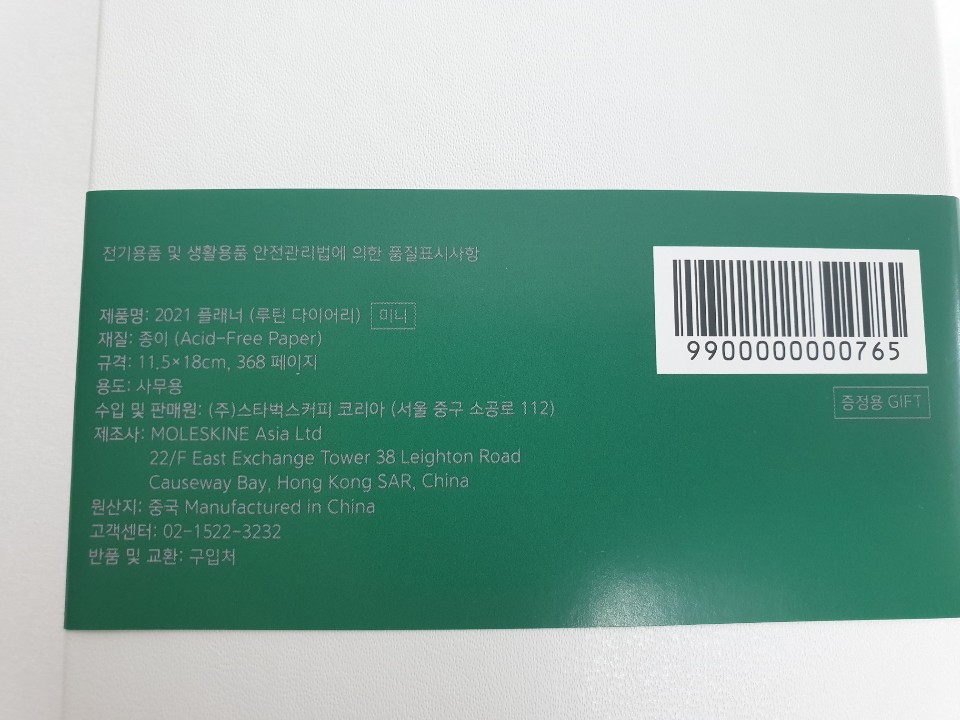 전기용품 및 생활용품 안전관리법에 의한 품질표시사항
제품명: 2021 플래너 (루틴 다이어리) 미니
재질: 종이 (Acid-Free Paper)
규격: 11.5×18cm, 368 페이지
용도: 사무용
수입 및 판매원: (주)스타벅스커피 코리아 (서울 중구 소공로 112)
제조사: MOLESKINE Asia Ltd
22/F East Exchange Tower 38 Leighton Road
Causeway Bay, Hong Kong SAR, China
원산지: 중국 Manufactured in China
고객센터: 02-1522-3232
반품 및 교환: 구입처
9900000000765
증정용 GIFT